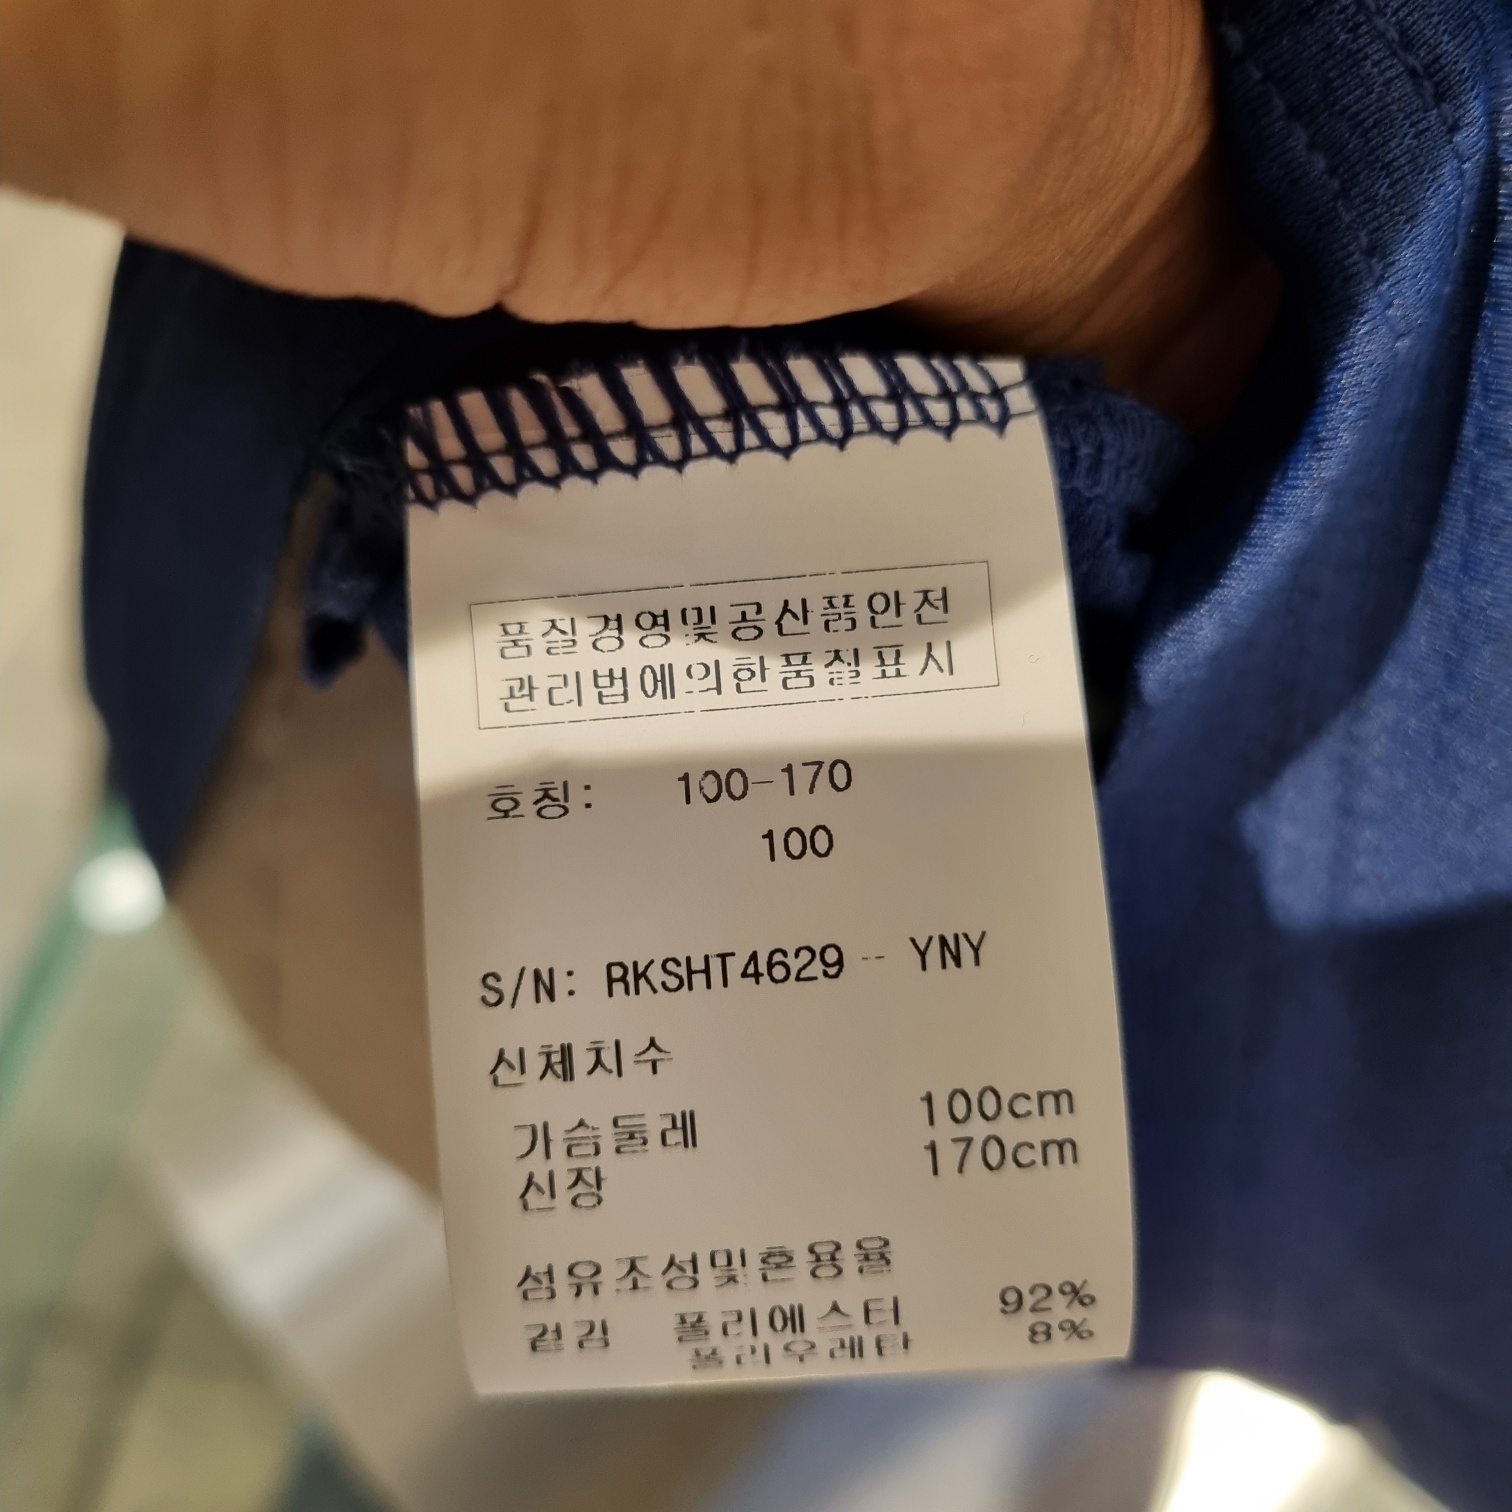 품질경영및공산품안전
관리법에의한품질표시
호칭: 100-170
100
S/N: RKSHT4629 - YNY
신체치수
가슴둘레 100cm
신장 170cm
섬유조성및혼용율
겉감 폴리에스터 92%
폴리우레탄 8%